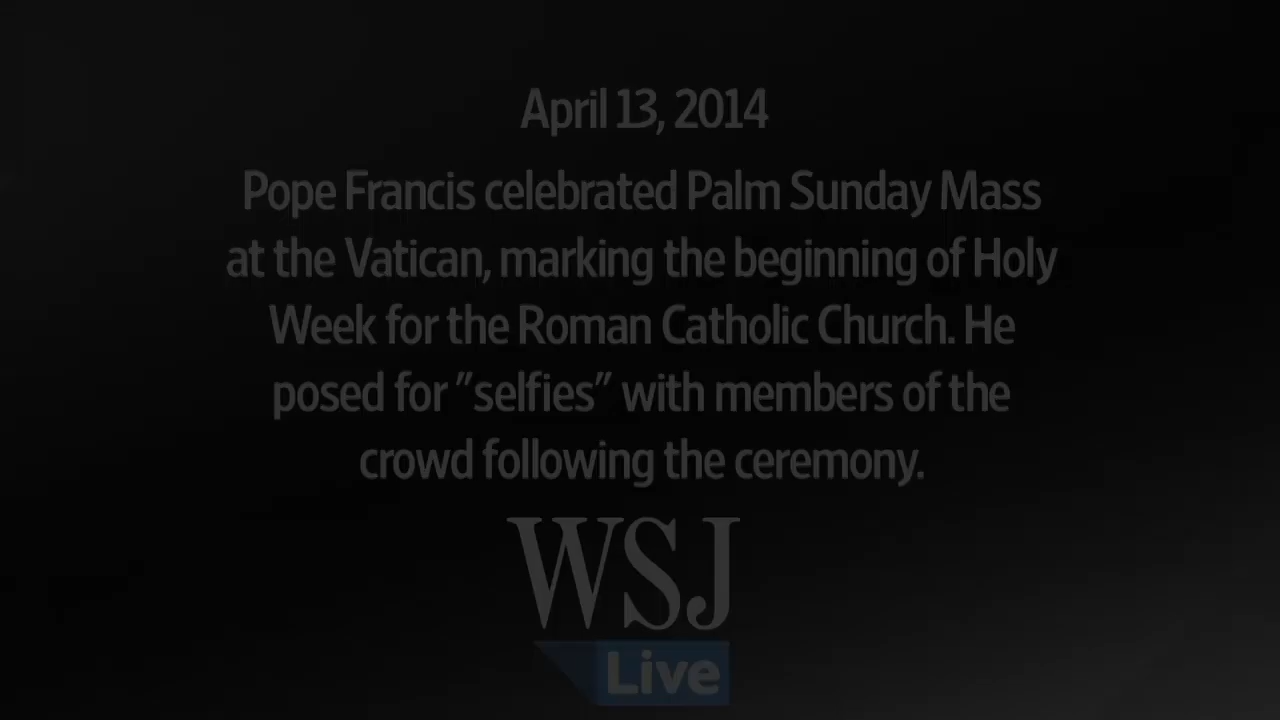 April 13, 2014
Pope Francis celebrated Palm Sunday Mass
at the Vatican, marking the beginning of Holy
Week for the Roman Catholic Church. He
posed for "selfies" with members of the
crowd following the ceremony.
WSJ
Live